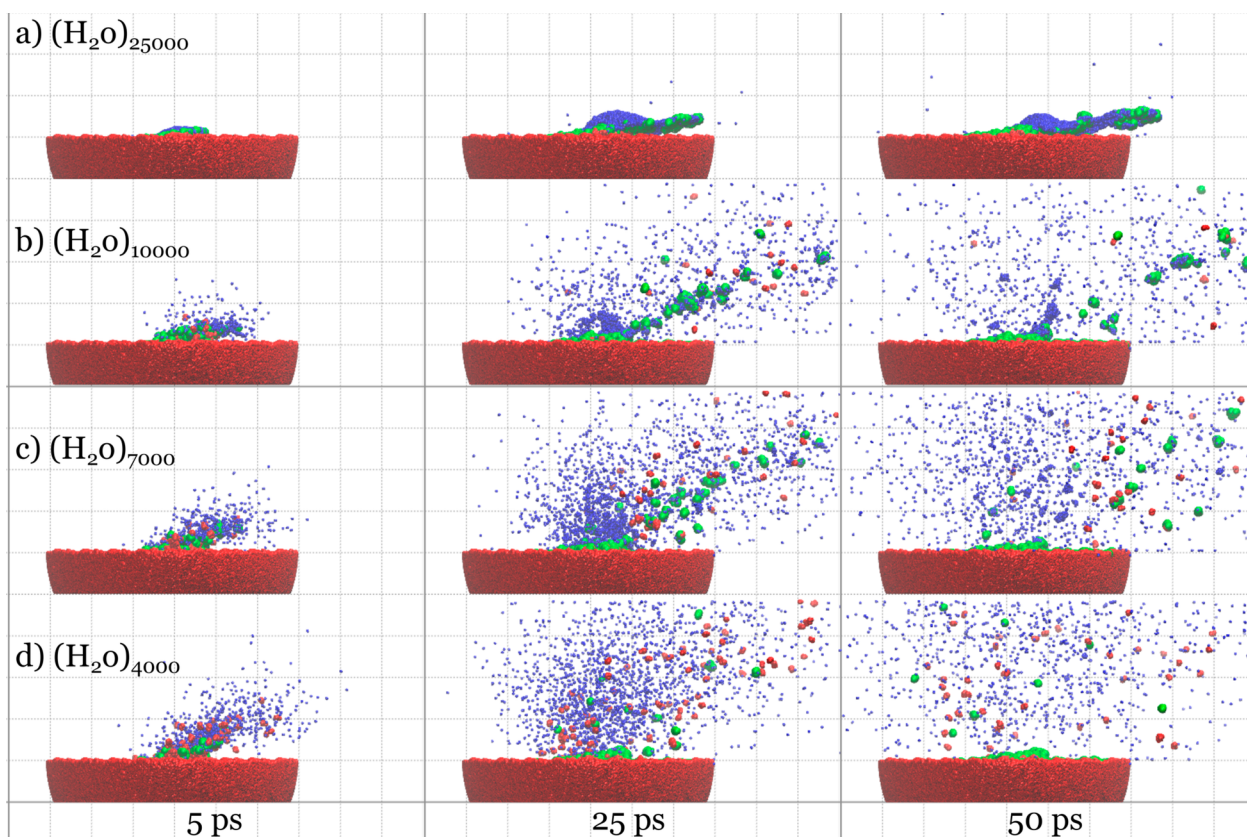 a) (H₂O)₂₅₀₀₀
b) (H₂O)₁₀₀₀₀
c) (H₂O)₇₀₀₀
d) (H₂O)₄₀₀₀
5 ps 25 ps 50 ps